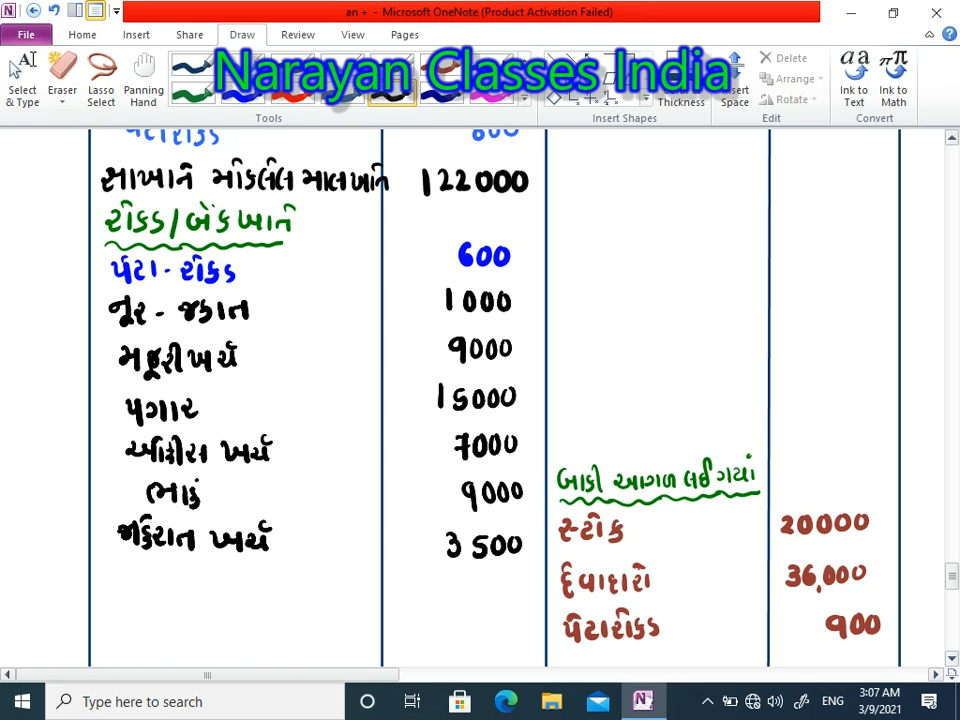 an + - Microsoft OneNote (Product Activation Failed)
File Home Insert Share Draw Review View Pages
Narayan Classes India
Select & Type Eraser Lasso Select Panning Hand Thickness Insert Space Delete Arrange Rotate Ink to Text Ink to Math
Tools Insert Shapes Edit Convert
પેટારોકડ 600
સાખાને મોકલેલ માલ ખાતે 122000
રોકડ/બેંક ખાતે
પેટા - રોકડ 600
નૂર - જકાત 1000
મજૂરી ખર્ચ 9000
પગાર 15000
ઓફીસ ખર્ચ 7000
ભાડું 9000
જાહેરાત ખર્ચ 3500
બાકી આગળ લઈ ગયાં
સ્ટોક 20000
દેવાદારો 36,000
પેટારોકડ 900
Type here to search
ENG
3:07 AM
3/9/2021